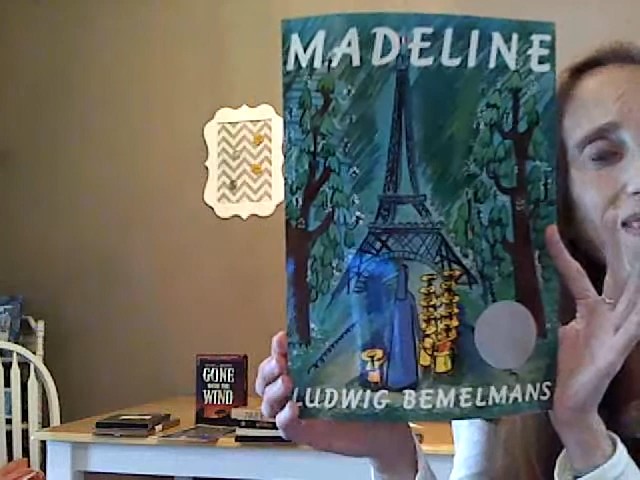 MADELINE
LUDWIG BEMELMANS
GONE
WITH THE
WIND